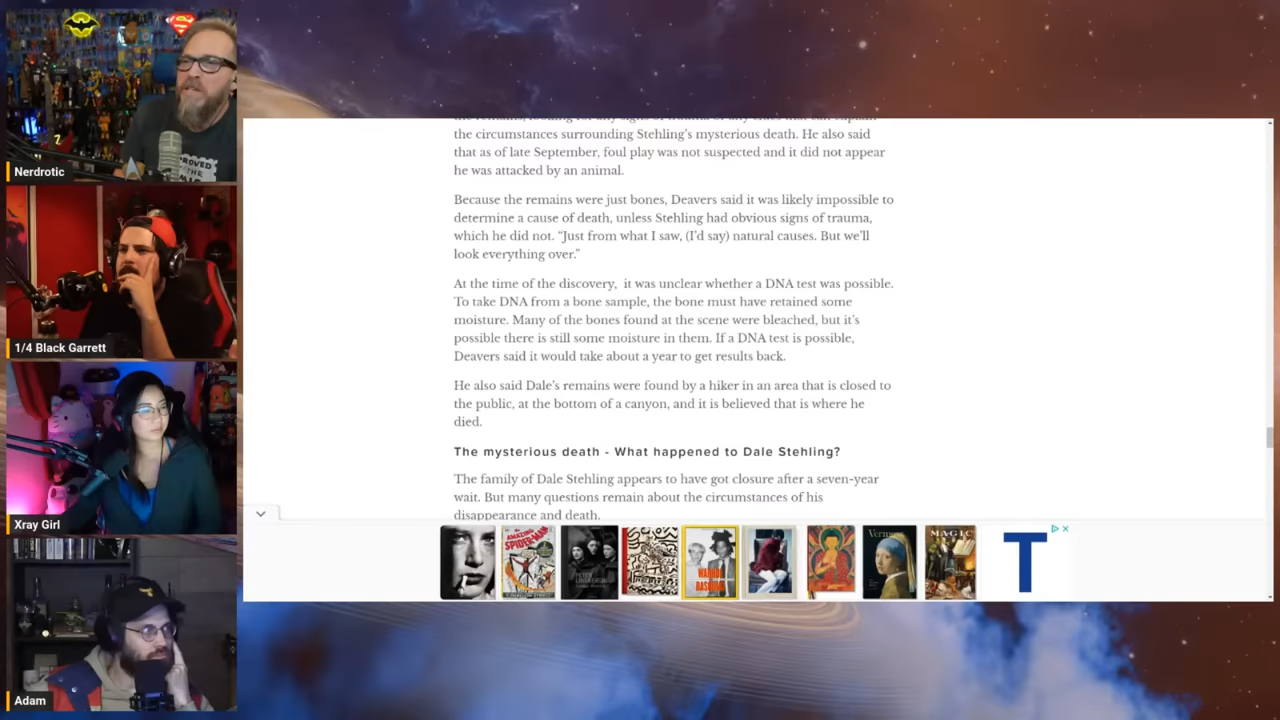 Nerdrotic
1/4 Black Garrett
Xray Girl
Adam
the circumstances surrounding Stehling's mysterious death. He also said
that as of late September, foul play was not suspected and it did not appear
he was attacked by an animal.
Because the remains were just bones, Deavers said it was likely impossible to
determine a cause of death, unless Stehling had obvious signs of trauma,
which he did not. “Just from what I saw, (I’d say) natural causes. But we’ll
look everything over.”
At the time of the discovery, it was unclear whether a DNA test was possible.
To take DNA from a bone sample, the bone must have retained some
moisture. Many of the bones found at the scene were bleached, but it’s
possible there is still some moisture in them. If a DNA test is possible,
Deavers said it would take about a year to get results back.
He also said Dale’s remains were found by a hiker in an area that is closed to
the public, at the bottom of a canyon, and it is believed that is where he
died.
The mysterious death - What happened to Dale Stehling?
The family of Dale Stehling appears to have got closure after a seven-year
wait. But many questions remain about the circumstances of his
disappearance and death.
AMAZING
SPIDER-MAN
WARHOL
BASQUIAT
MAGIC
T